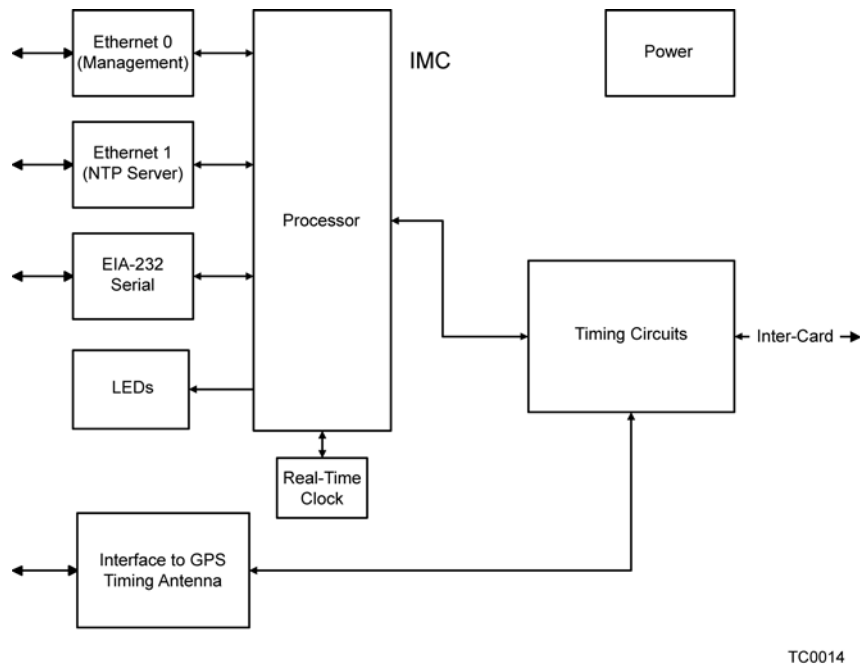 Ethernet 0
(Management)
IMC
Power
Ethernet 1
(NTP Server)
Processor
EIA-232
Serial
Timing Circuits
Inter-Card
LEDs
Real-Time
Clock
Interface to GPS
Timing Antenna
TC0014